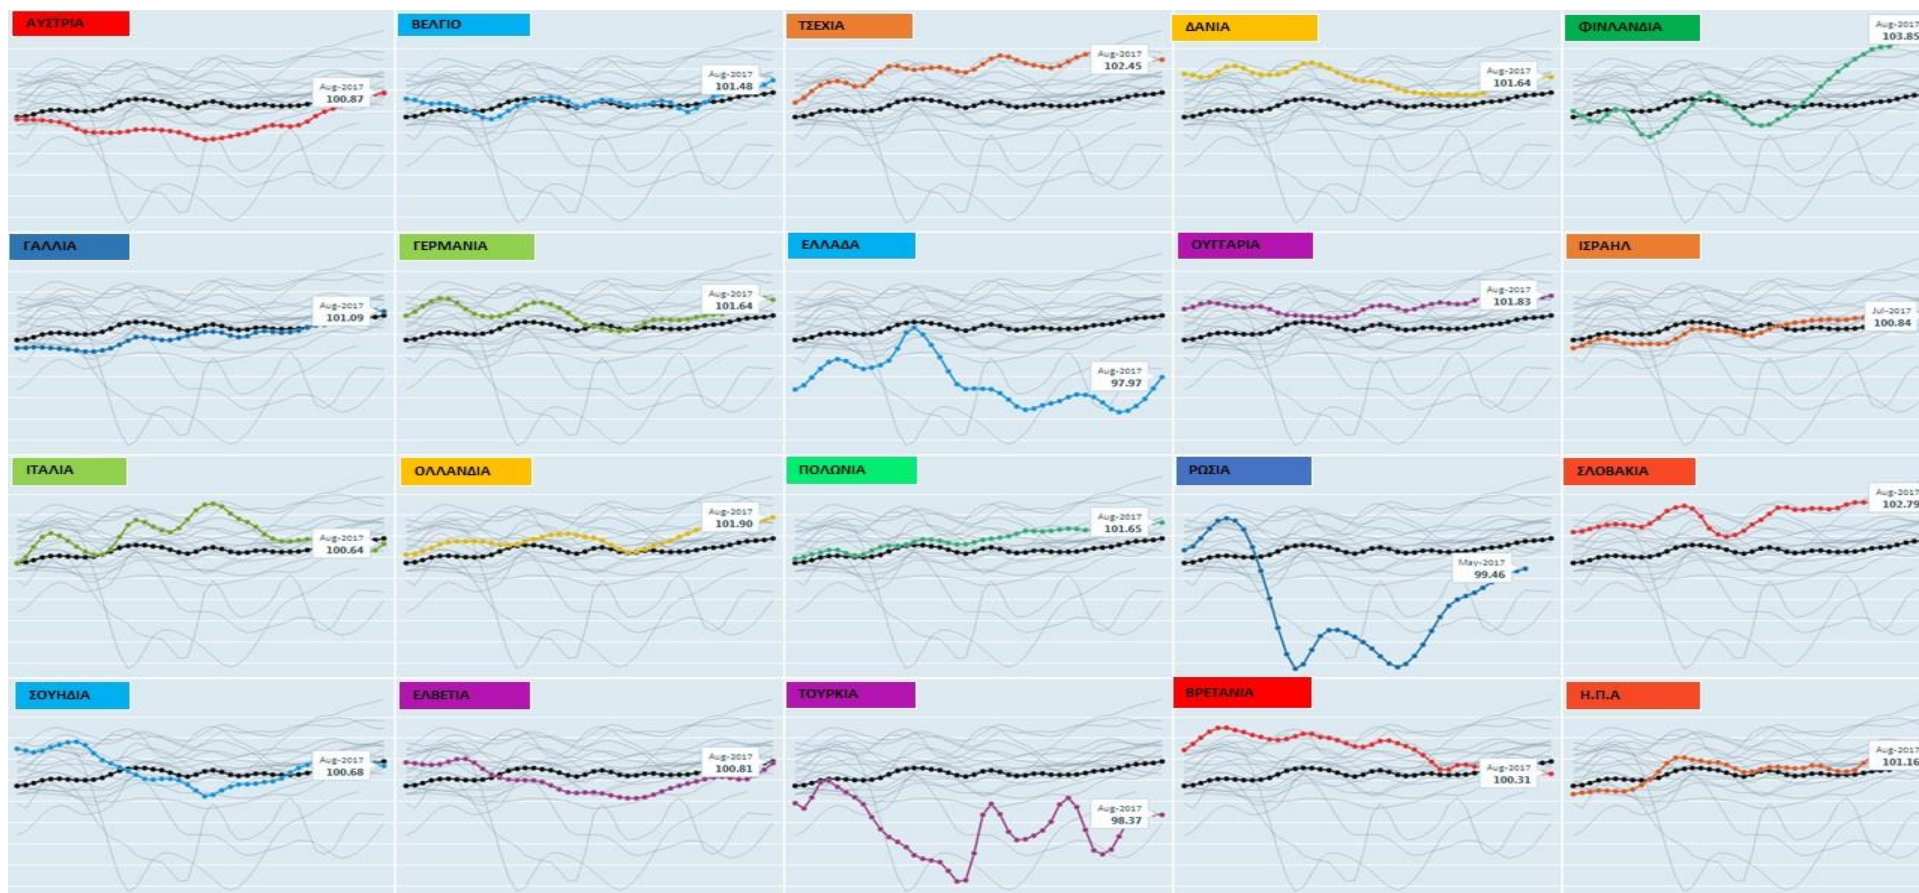 ΑΥΣΤΡΙΑ
Aug-2017
100.87
ΒΕΛΓΙΟ
Aug-2017
101.48
ΤΣΕΧΙΑ
Aug-2017
102.45
ΔΑΝΙΑ
Aug-2017
101.64
ΦΙΝΛΑΝΔΙΑ
Aug-2017
103.85
ΓΑΛΛΙΑ
Aug-2017
101.09
ΓΕΡΜΑΝΙΑ
Aug-2017
101.64
ΕΛΛΑΔΑ
Aug-2017
97.97
ΟΥΓΓΑΡΙΑ
Aug-2017
101.83
ΙΣΡΑΗΛ
Jul-2017
100.84
ΙΤΑΛΙΑ
Aug-2017
100.64
ΟΛΛΑΝΔΙΑ
Aug-2017
101.90
ΠΟΛΩΝΙΑ
Aug-2017
101.65
ΡΩΣΙΑ
May-2017
99.46
ΣΛΟΒΑΚΙΑ
Aug-2017
102.79
ΣΟΥΗΔΙΑ
Aug-2017
100.68
ΕΛΒΕΤΙΑ
Aug-2017
100.81
ΤΟΥΡΚΙΑ
Aug-2017
98.37
ΒΡΕΤΑΝΙΑ
Aug-2017
100.31
Η.Π.Α
Aug-2017
101.16